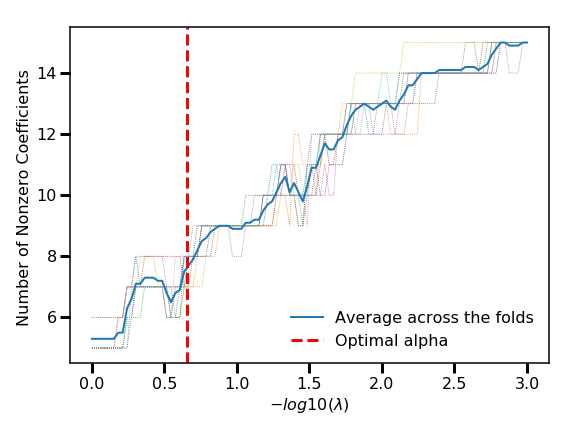 Number of Nonzero Coefficients
14
12
10
8
6
Average across the folds
Optimal alpha
0.0 0.5 1.0 1.5 2.0 2.5 3.0
−log10(λ)